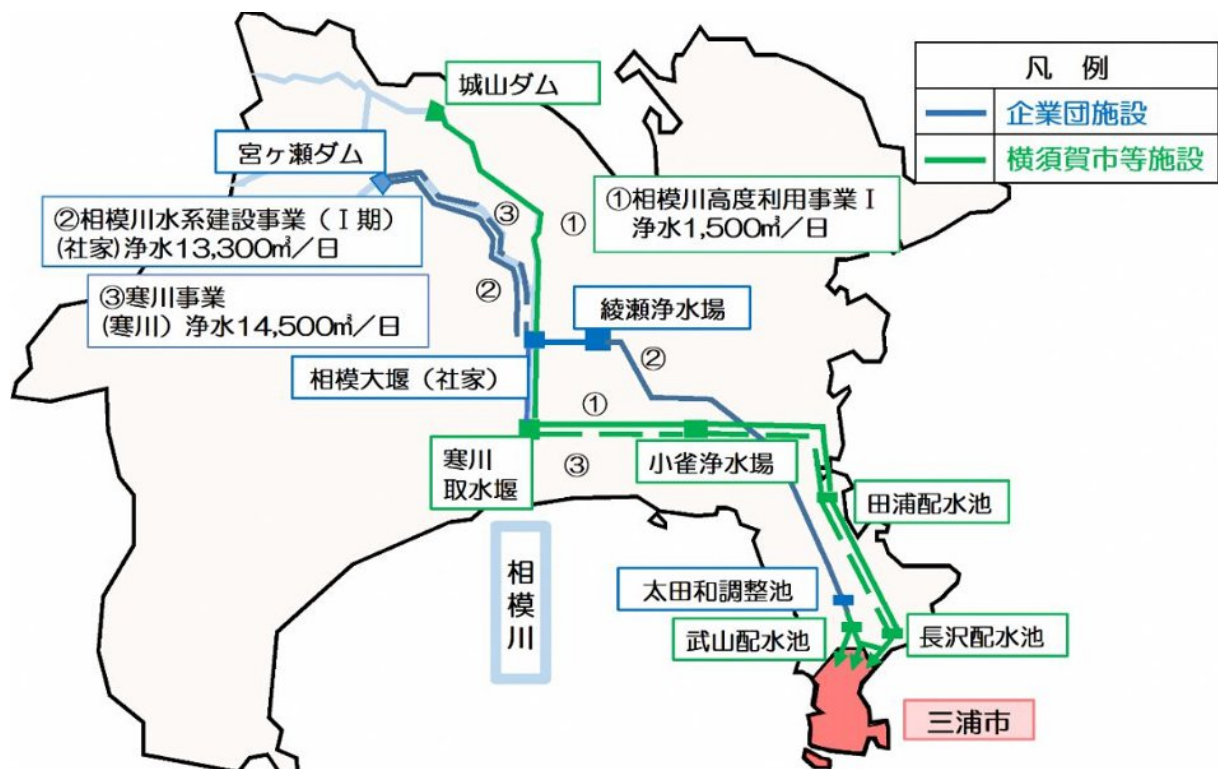 凡 例
企業団施設
横須賀市等施設
城山ダム
宮ヶ瀬ダム
①相模川高度利用事業Ⅰ
浄水1,500㎥／日
②相模川水系建設事業（Ⅰ期）
(社家)浄水13,300㎥／日
③寒川事業
(寒川）浄水14,500㎥／日
③
①
②
綾瀬浄水場
②
相模大堰（社家）
①
寒川
取水堰
③
小雀浄水場
田浦配水池
相模川
太田和調整池
武山配水池
長沢配水池
三浦市